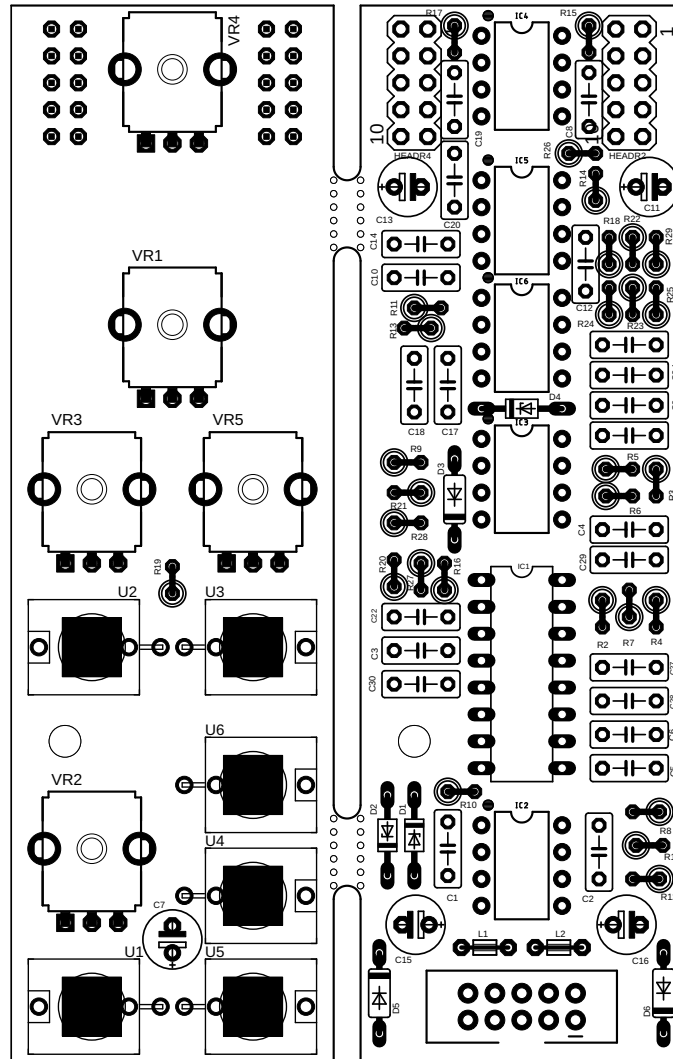 VR4
R17
IC4
R15
1
10
C19
C8
10
HEADR4
R26
HEADR2
IC5
R14
C13
C20
C11
C14
R18
R22
R29
C10
VR1
IC6
R11
C12
R25
R13
R24
R23
D4
VR3
VR5
C18
C17
IC3
R9
D3
R5
R21
R3
R6
R28
C4
R19
R20
R27
R16
IC1
C29
U2
U3
C22
R2
R7
R4
C3
C30
U6
VR2
D2
D1
R10
IC2
U4
R8
C7
C1
C2
U1
U5
C15
L1
L2
C16
D5
D6